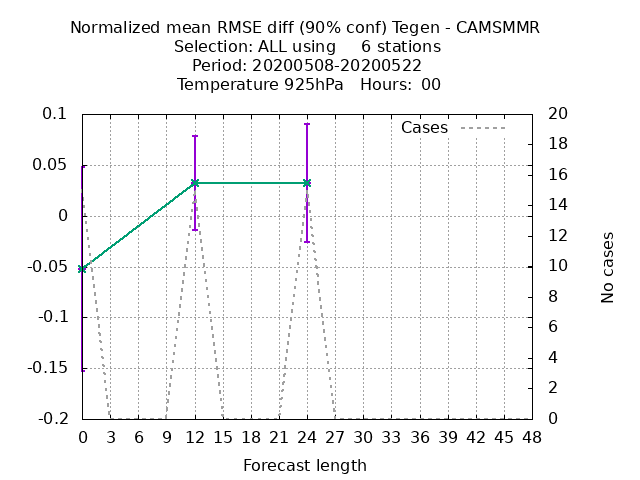 Normalized mean RMSE diff (90% conf) Tegen - CAMSMMR
Selection: ALL using 6 stations
Period: 20200508-20200522
Temperature 925hPa Hours: 00
0.1
0.05
0
-0.05
-0.1
-0.15
-0.2
Cases
20
18
16
14
12
10
8
6
4
2
0
No cases
0 3 6 9 12 15 18 21 24 27 30 33 36 39 42 45 48
Forecast length